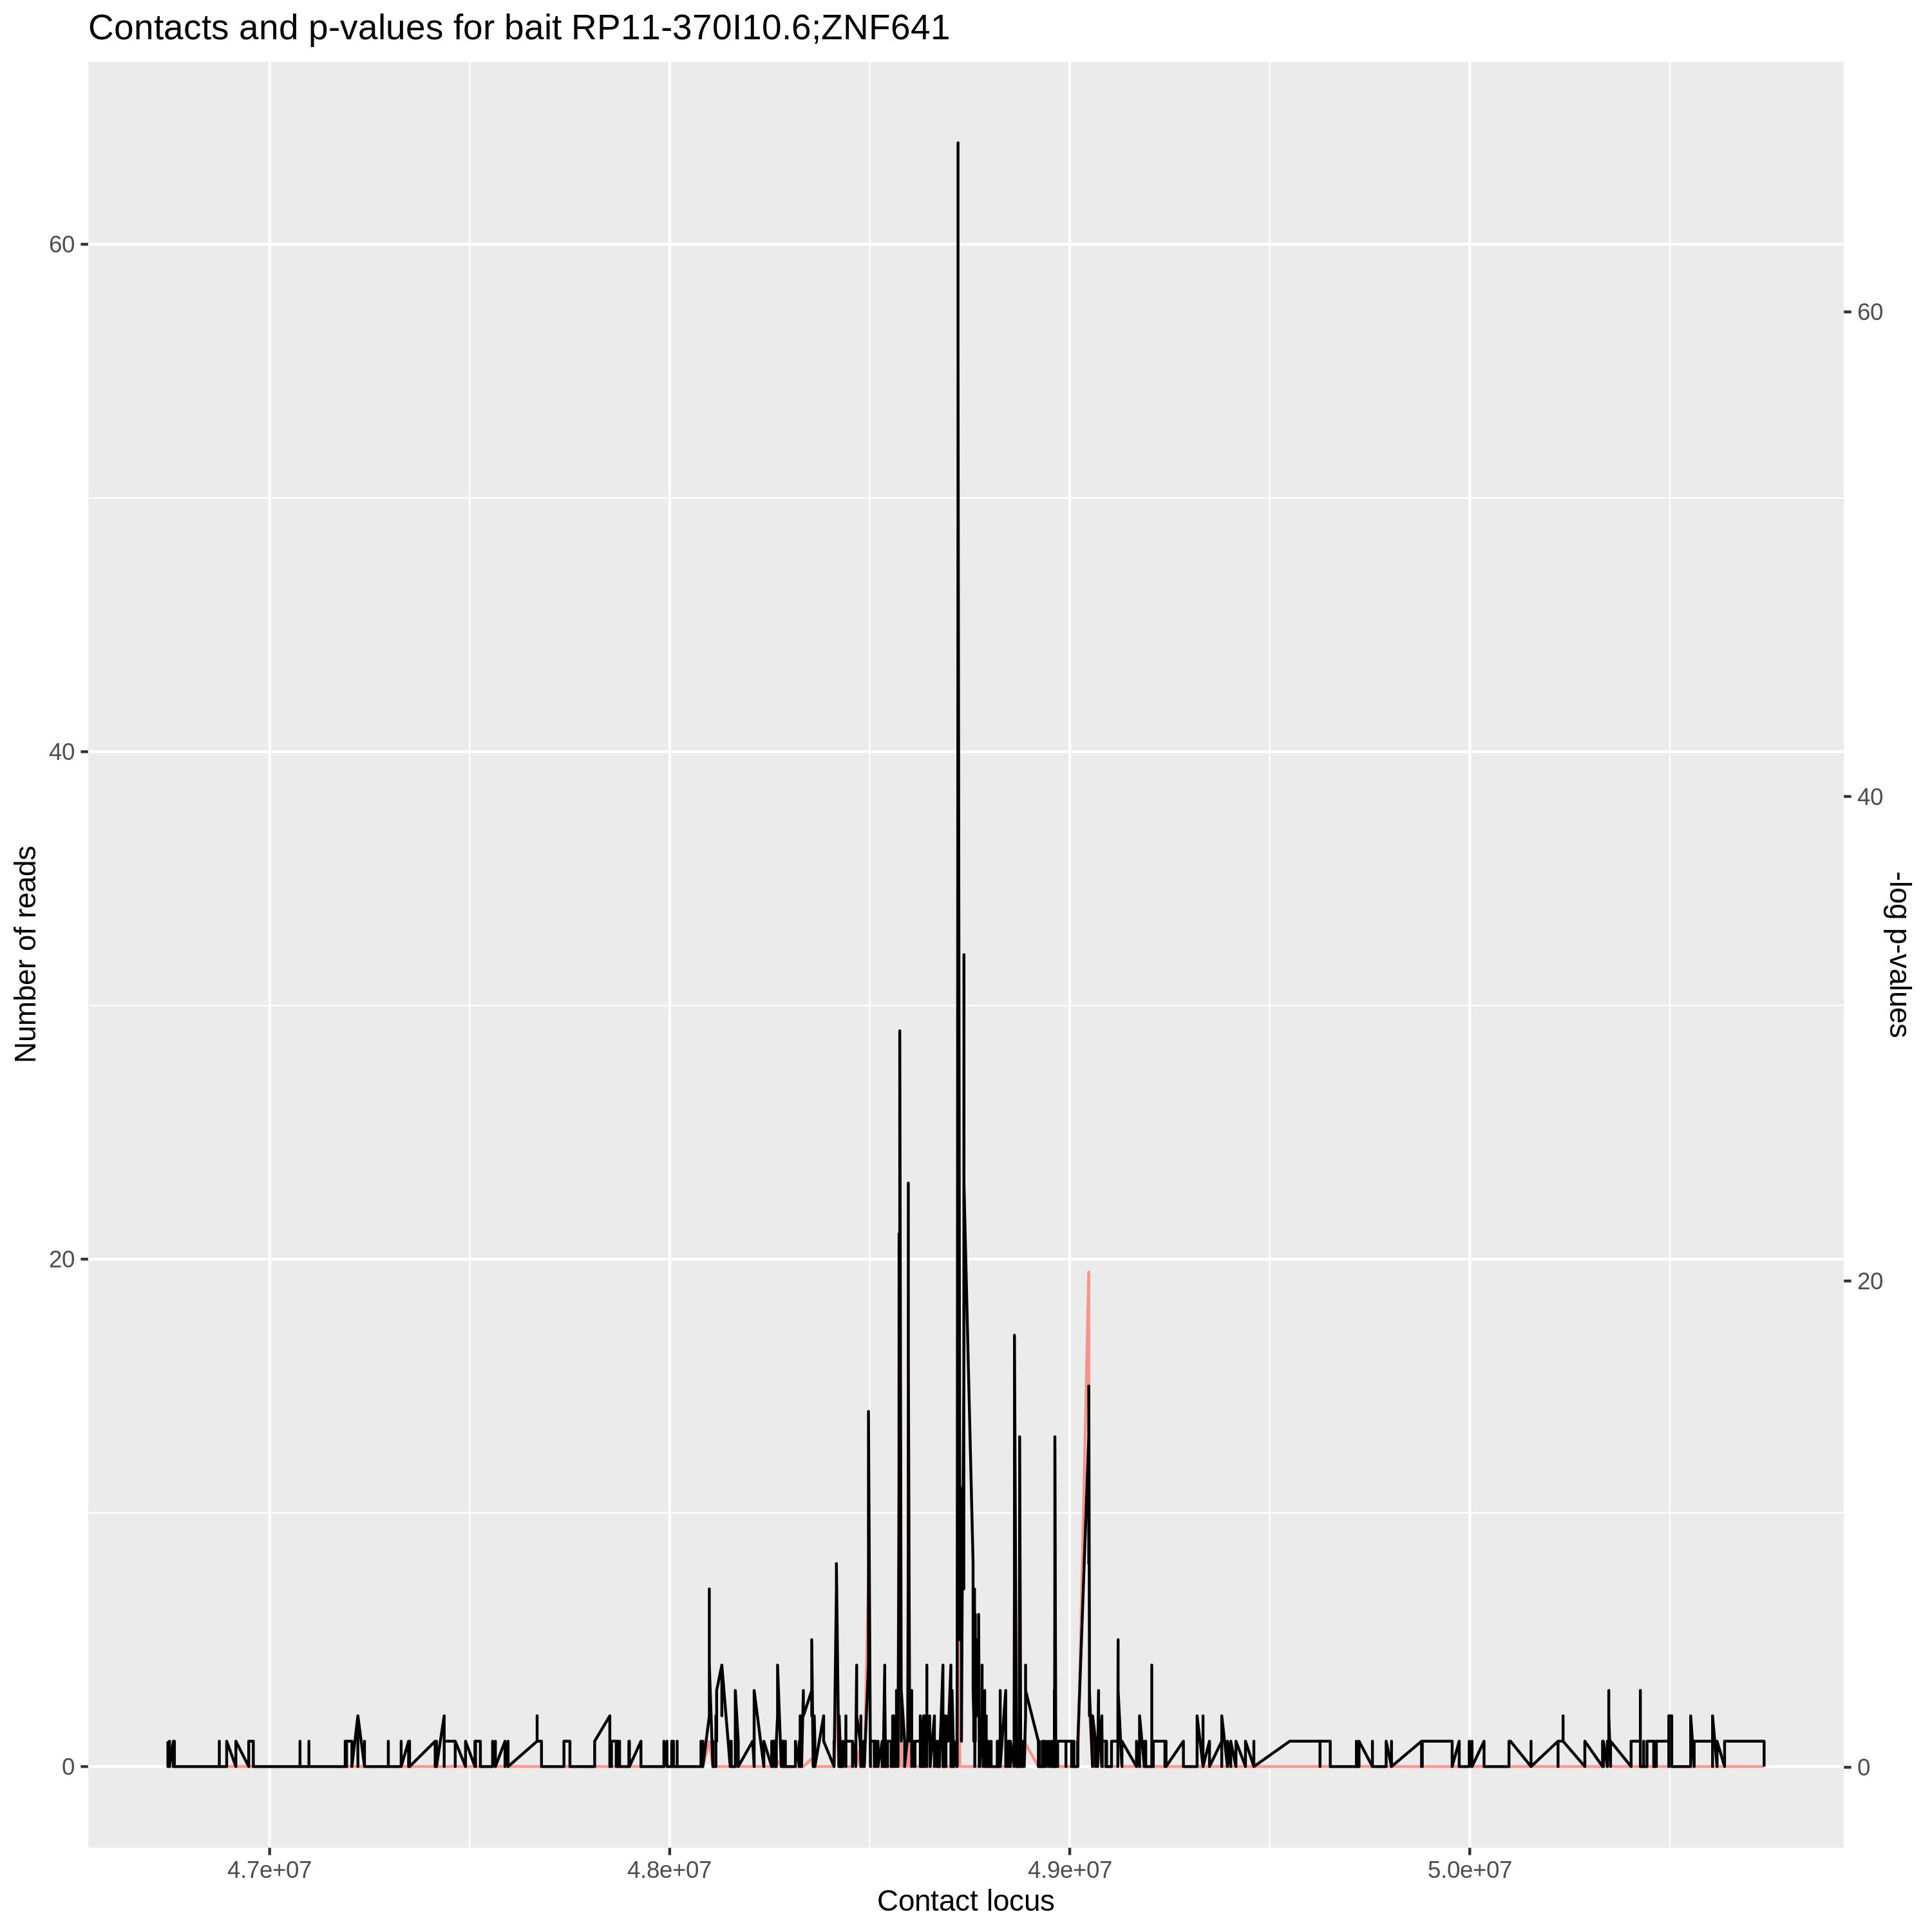 Contacts and p-values for bait RP11-370I10.6;ZNF641
60
40
20
0
Number of reads
60
40
20
0
-log p-values
4.7e+07 4.8e+07 4.9e+07 5.0e+07
Contact locus